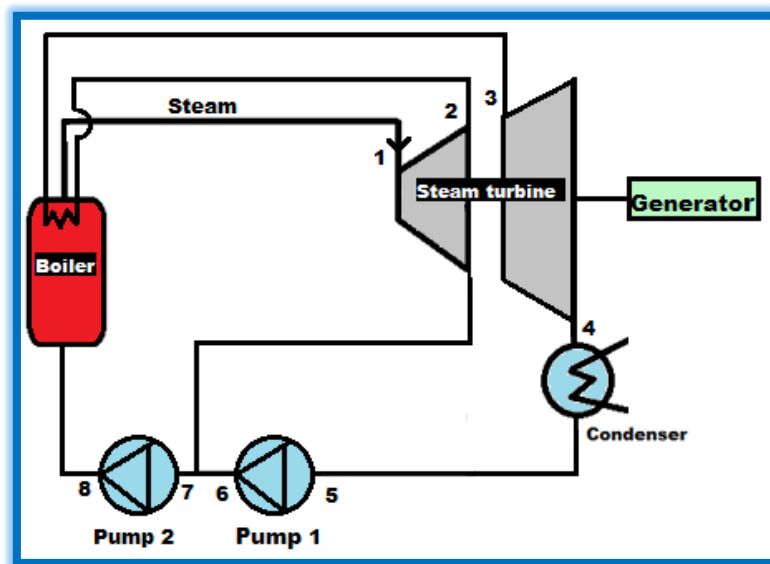 3
2
Steam
1
Steam turbine
Generator
Boiler
4
Condenser
8
7
6
5
Pump 2
Pump 1